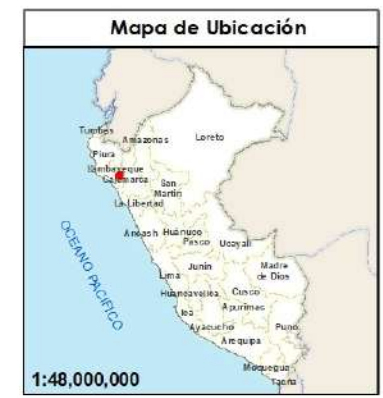 Mapa de Ubicación
Tumbes
Amazonas
Loreto
Piura
Lambayeque
Cajamarca
San
Martin
La Libertad
Ancash
Huánuco
Pasco
Ucayali
OCEANO PACIFICO
Junín
Madre
de Dios
Lima
Huancavelica
Cusco
Ica
Apurimac
Ayacucho
Puno
Arequipa
Moquegua
Tacna
1:48,000,000